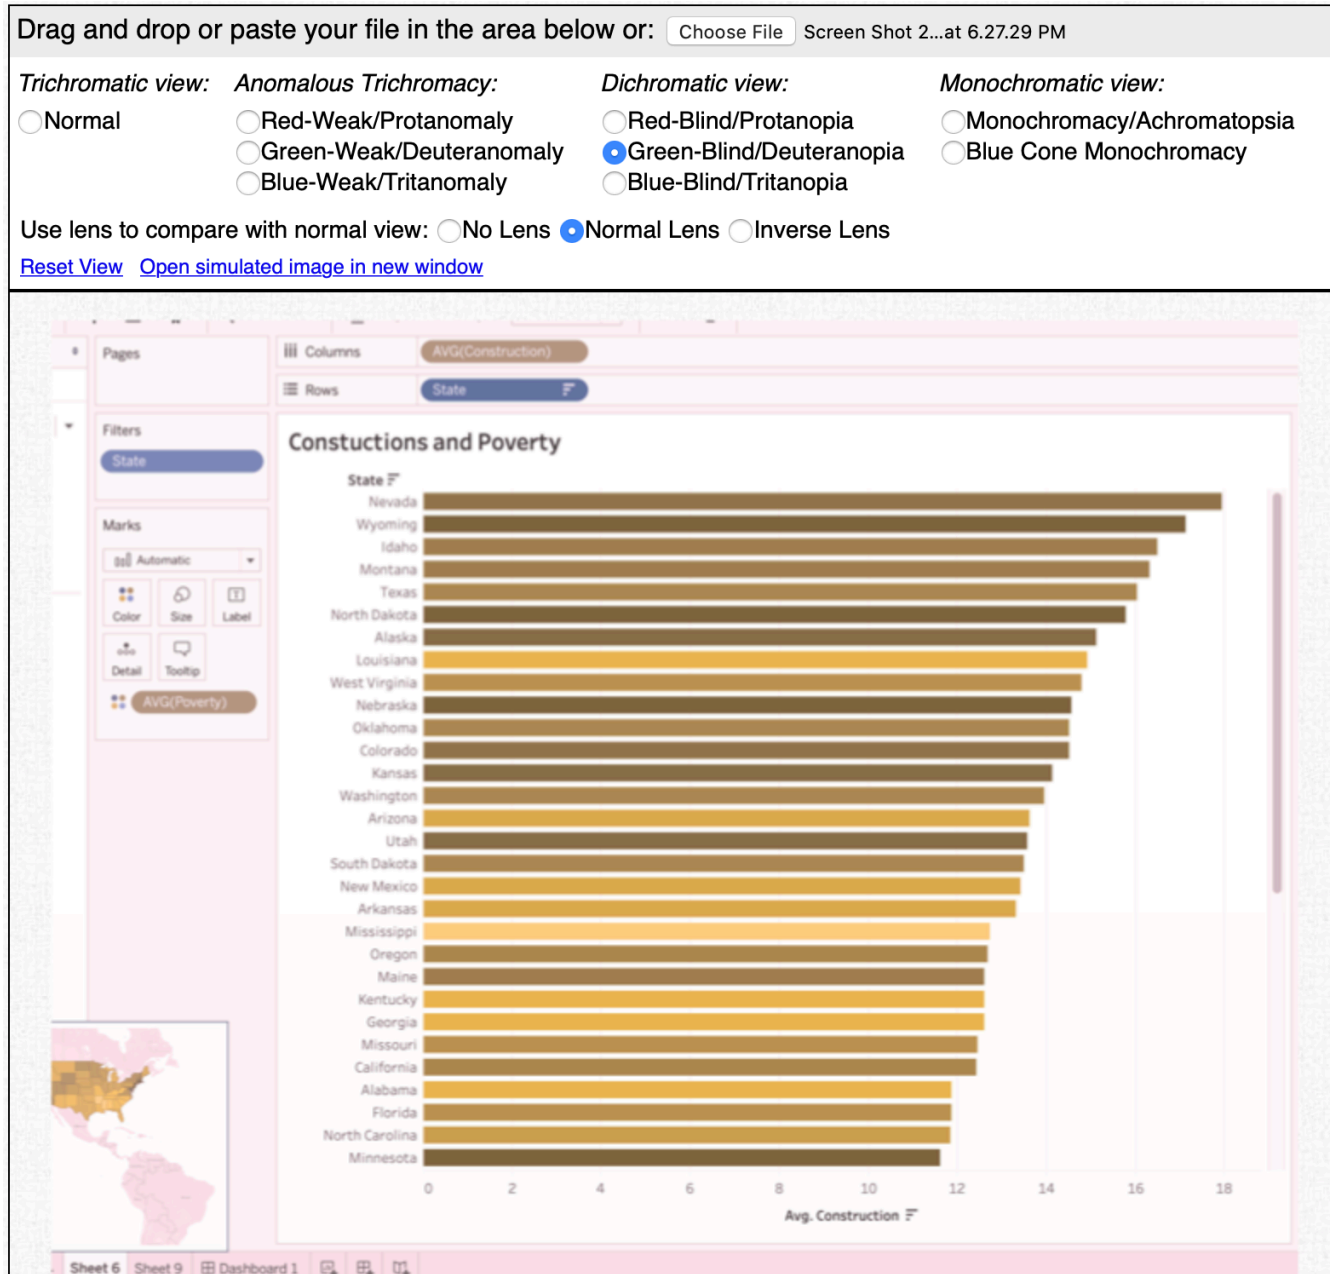 Drag and drop or paste your file in the area below or: Choose File Screen Shot 2...at 6.27.29 PM
Trichromatic view: Anomalous Trichromacy: Dichromatic view: Monochromatic view:
Normal Red-Weak/Protanomaly Red-Blind/Protanopia Monochromacy/Achromatopsia
Green-Weak/Deuteranomaly Green-Blind/Deuteranopia Blue Cone Monochromacy
Blue-Weak/Tritanomaly Blue-Blind/Tritanopia
Use lens to compare with normal view: No Lens Normal Lens Inverse Lens
Reset View Open simulated image in new window
Pages
Columns AVG(Construction)
Rows State
Filters
State
Marks
Automatic
Color Size Label
Detail Tooltip
AVG(Poverty)
Constuctions and Poverty
State
Nevada
Wyoming
Idaho
Montana
Texas
North Dakota
Alaska
Louisiana
West Virginia
Nebraska
Oklahoma
Colorado
Kansas
Washington
Arizona
Utah
South Dakota
New Mexico
Arkansas
Mississippi
Oregon
Maine
Kentucky
Georgia
Missouri
California
Alabama
Florida
North Carolina
Minnesota
0 2 4 6 8 10 12 14 16 18
Avg. Construction
Sheet 6 Sheet 9 Dashboard 1